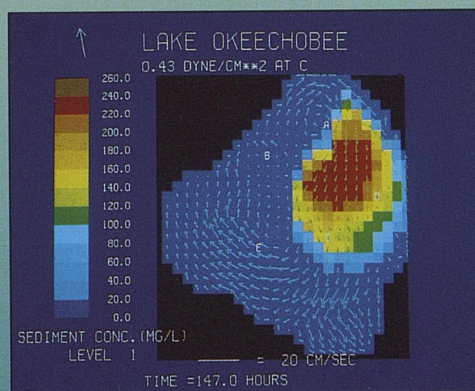 LAKE OKEECHOBEE
0.43 DYNE/CM**2 AT C
260.0
240.0
220.0
200.0
180.0
160.0
140.0
120.0
100.0
80.0
60.0
40.0
20.0
0.0
A
B
E
SEDIMENT CONC.(MG/L)
LEVEL 1
= 20 CM/SEC
TIME =147.0 HOURS